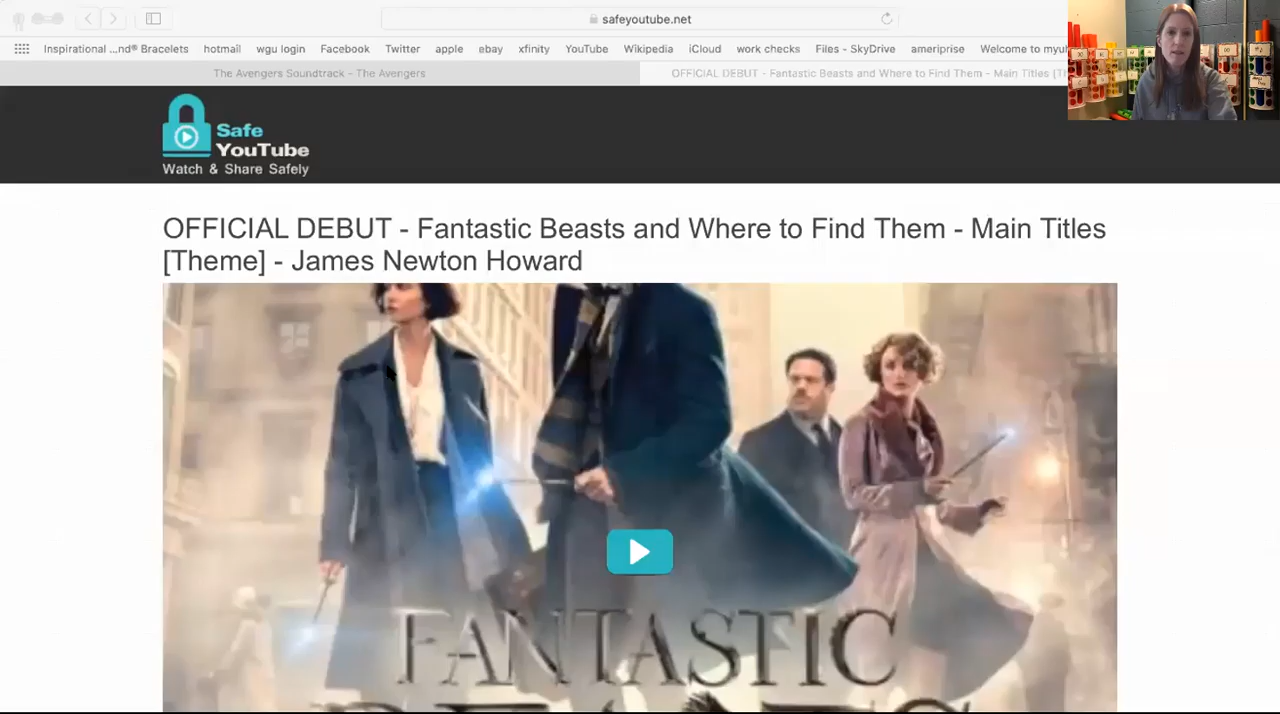 safeyoutube.net
Inspirational ...nd® Bracelets hotmail wgu login Facebook Twitter apple ebay xfinity YouTube Wikipedia iCloud work checks Files - SkyDrive ameriprise Welcome to
The Avengers Soundtrack - The Avengers OFFICIAL DEBUT - Fantastic Beasts and Where to Find Them - Main Titles
Safe
YouTube
Watch & Share Safely
OFFICIAL DEBUT - Fantastic Beasts and Where to Find Them - Main Titles
[Theme] - James Newton Howard
FANTASTIC